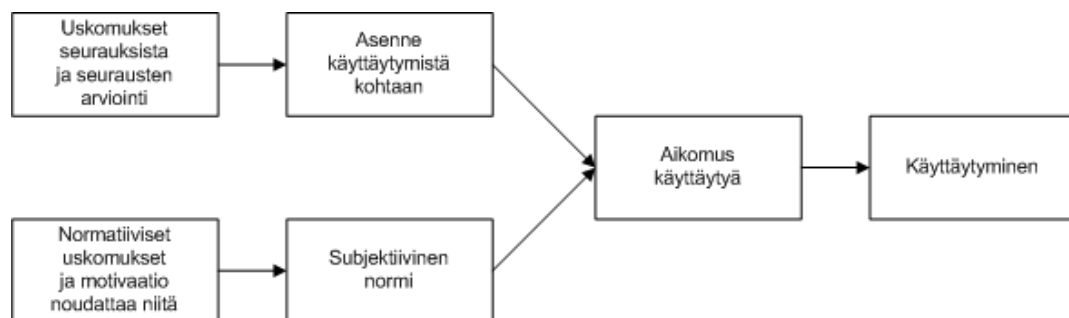 Uskomukset
seurauksista
ja seurausten
arviointi
Asenne
käyttäytymistä
kohtaan
Aikomus
käyttäytyä
Käyttäytyminen
Normatiiviset
uskomukset
ja motivaatio
noudattaa niitä
Subjektiivinen
normi